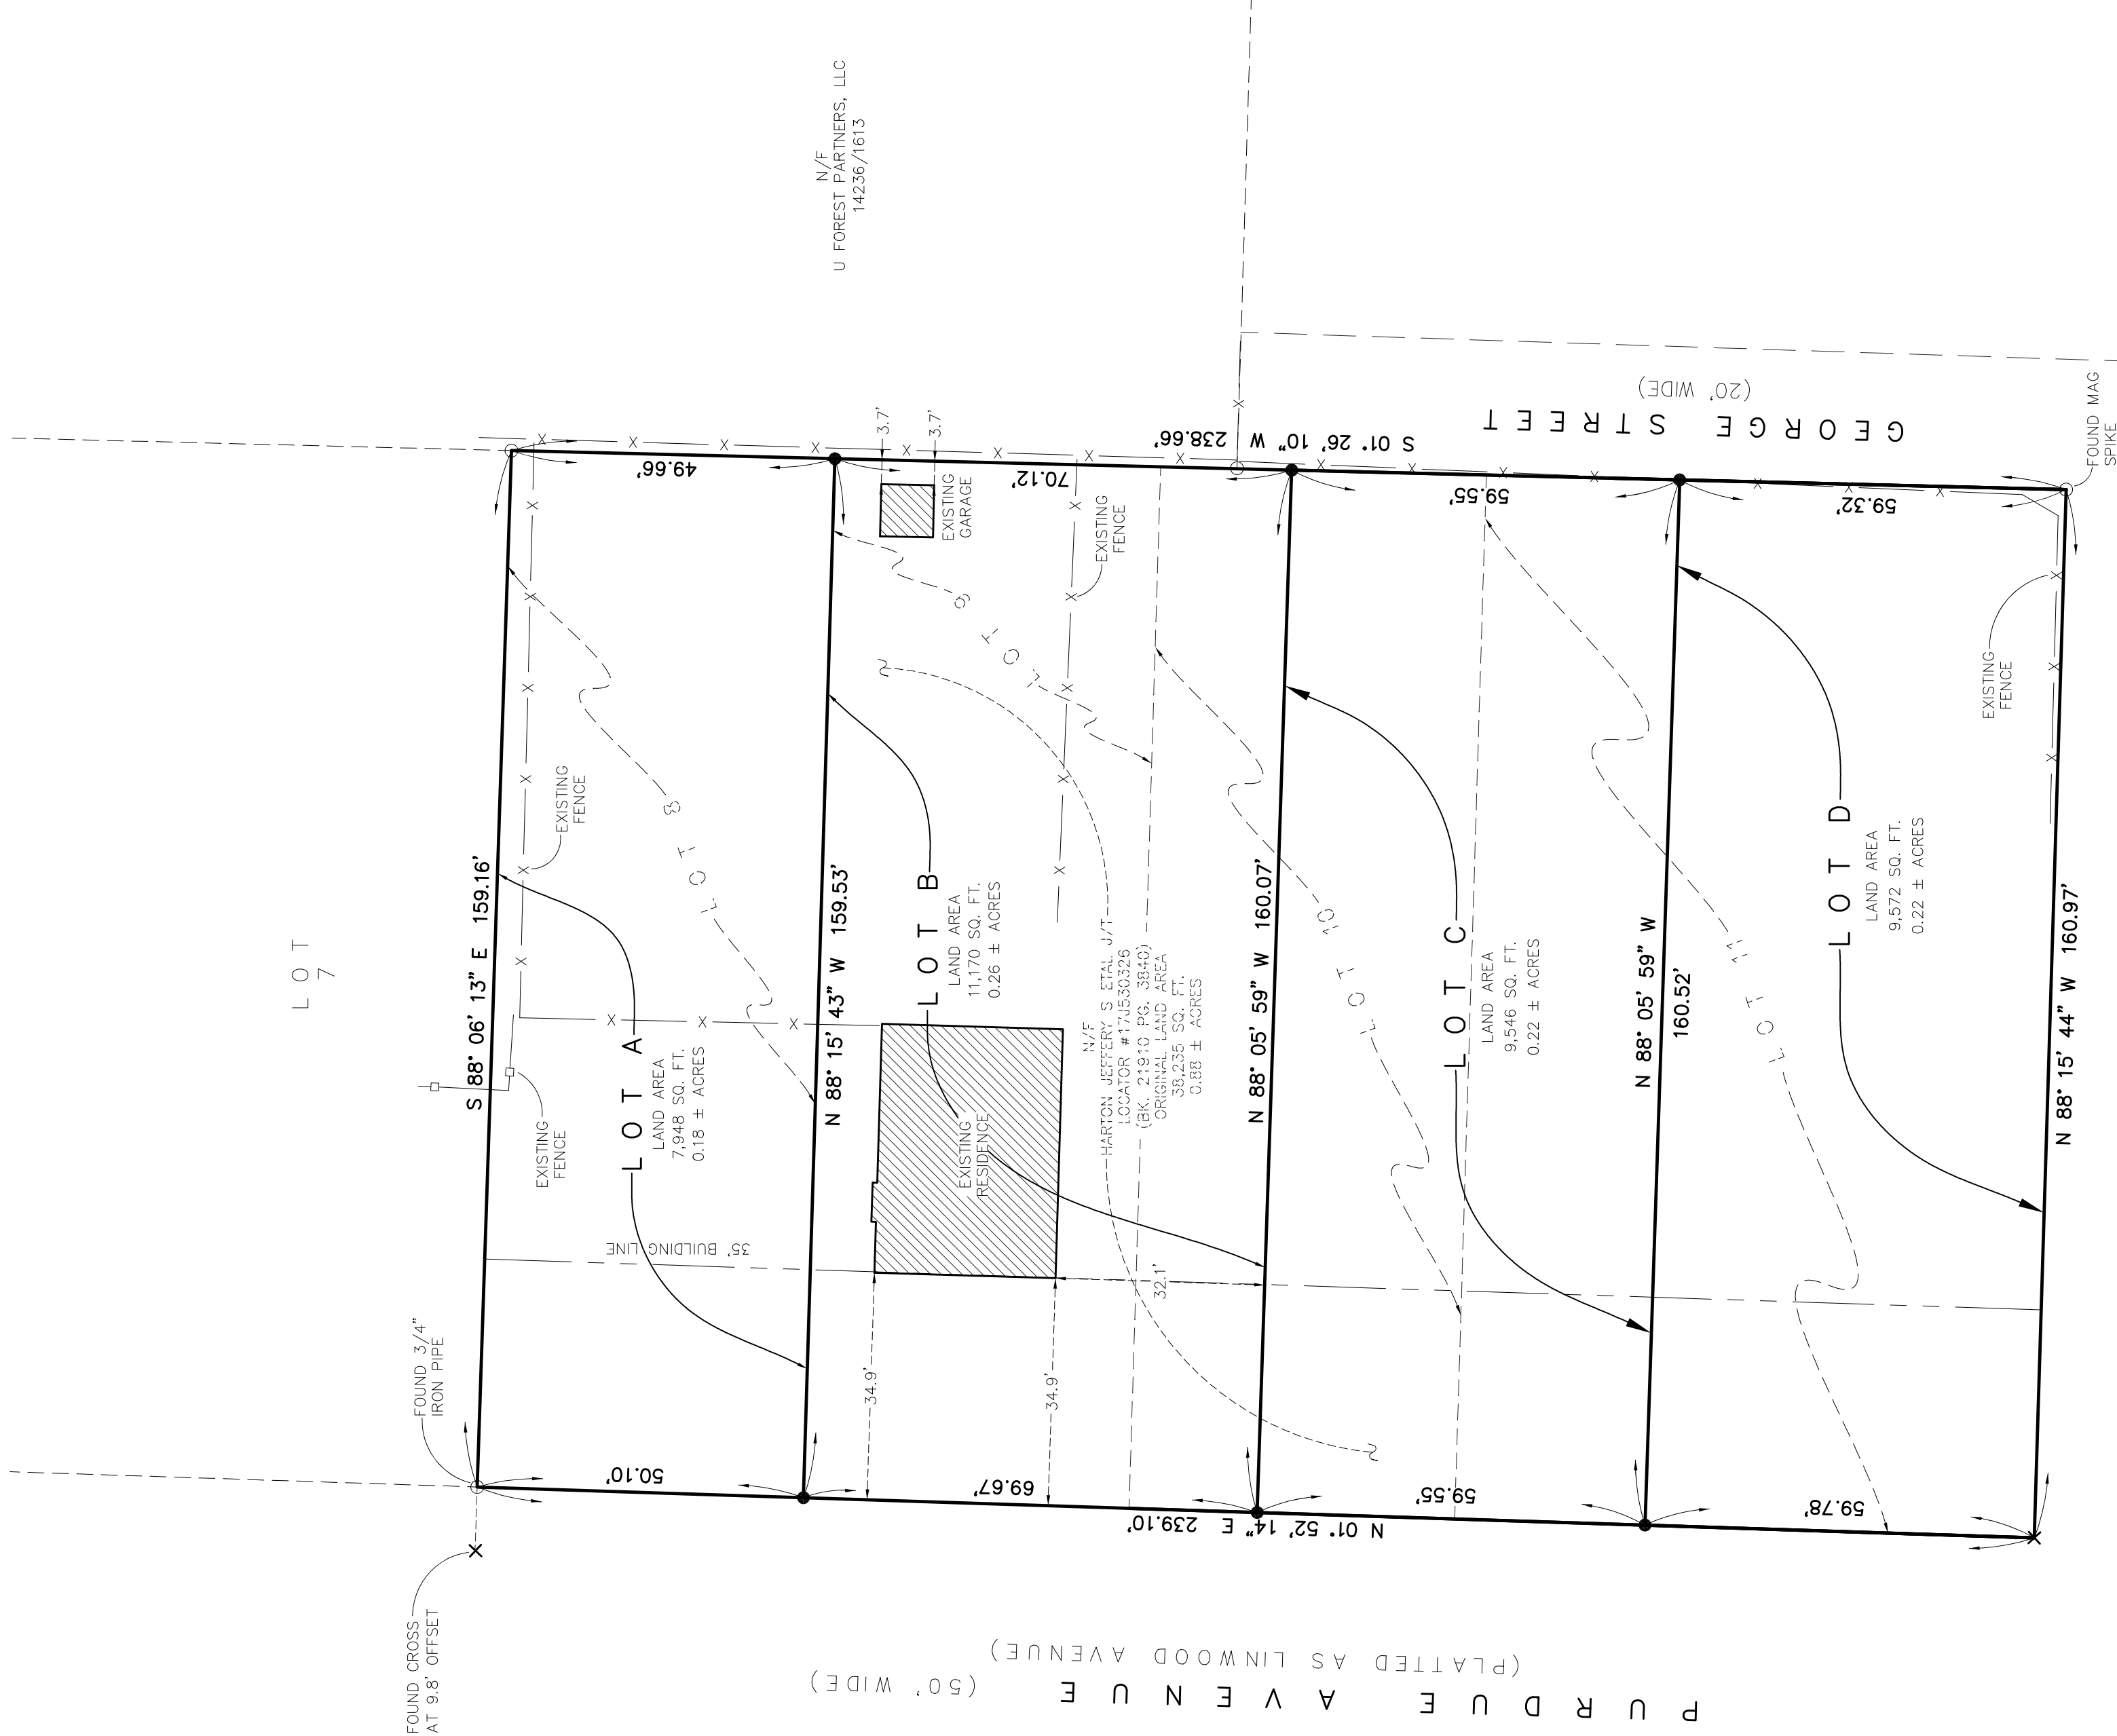 N/F
U FOREST PARTNERS, LLC
14236/1613
GEORGE STREET
(20' WIDE)
FOUND MAG
SPIKE
S 01° 26' 10" W 238.66'
49.66'
70.12'
59.55'
59.32'
3.7'
3.7'
EXISTING
GARAGE
LOT
7
S 88° 06' 13" E 159.16'
EXISTING
FENCE
EXISTING
FENCE
LOT 8
LOT A
LAND AREA
7,948 SQ. FT.
0.18 ± ACRES
35' BUILDING LINE
N 88° 15' 43" W 159.53'
LOT 9
EXISTING
FENCE
LOT B
LAND AREA
11,170 SQ. FT.
0.26 ± ACRES
EXISTING
RESIDENCE
N/F
HARTON JEFFERY S ETAL J/T
LOCATOR #17J530326
(BK. 21910 PG. 3840)
ORIGINAL LAND AREA
38,235 SQ. FT.
0.88 ± ACRES
34.9'
34.9'
32.1'
N 88° 05' 59" W 160.07'
LOT 10
LOT C
LAND AREA
9,546 SQ. FT.
0.22 ± ACRES
N 88° 05' 59" W
160.52'
LOT 11
LOT D
LAND AREA
9,572 SQ. FT.
0.22 ± ACRES
EXISTING
FENCE
N 88° 15' 44" W 160.97'
FOUND 3/4"
IRON PIPE
FOUND CROSS
AT 9.8' OFFSET
50.10'
69.67'
59.55'
59.78'
N 01° 52' 14" E 239.10'
PURDUE AVENUE (50' WIDE)
(PLATTED AS LINWOOD AVENUE)